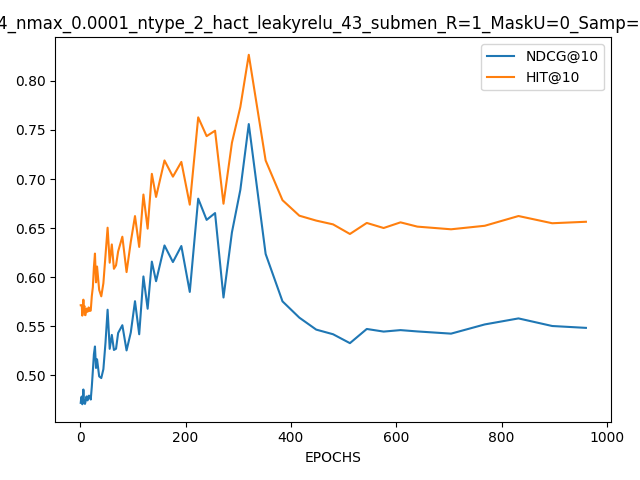 4_nmax_0.0001_ntype_2_hact_leakyrelu_43_submen_R=1_MaskU=0_Samp=
NDCG@10
HIT@10
0.80
0.75
0.70
0.65
0.60
0.55
0.50
0 200 400 600 800 1000
EPOCHS